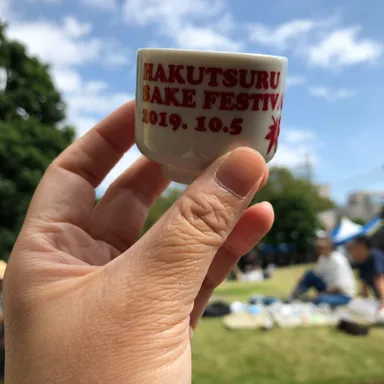 HAKUTSURU
SAKE FESTIVA
2019. 10.5